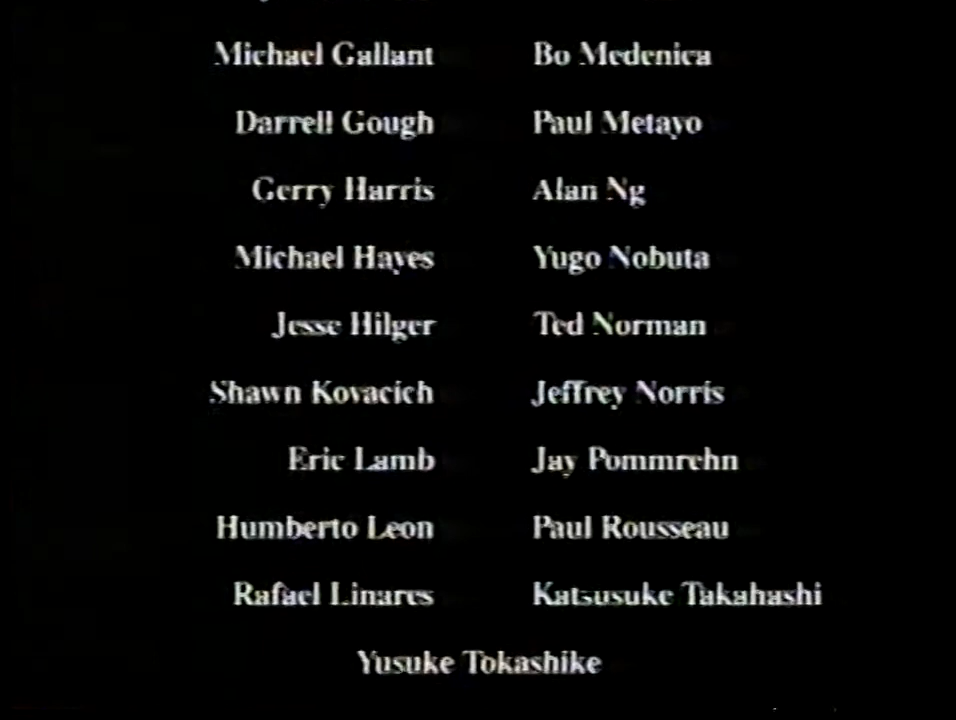 Michael Gallant Bo Medenica
Darrell Gough Paul Metayo
Gerry Harris Alan Ng
Michael Hayes Yugo Nobuta
Jesse Hilger Ted Norman
Shawn Kovacich Jeffrey Norris
Eric Lamb Jay Pommrehn
Humberto Leon Paul Rousseau
Rafael Linares Katsusuke Takahashi
Yusuke Tokashike